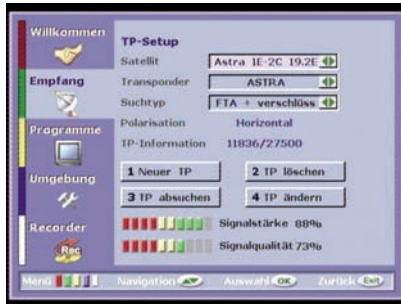 Willkommen
Empfang
Programme
Umgebung
Recorder
Rec
TP-Setup
Satellit Astra 1E-2C 19.2E
Transponder ASTRA
Suchtyp FTA + verschlüss
Polarisation Horizontal
TP-Information 11836/27500
1 Neuer TP 2 TP löschen
3 TP absuchen 4 TP ändern
Signalstärke 88%
Signalqualität 73%
Menü Navigation Auswahl OK Zurück Exit